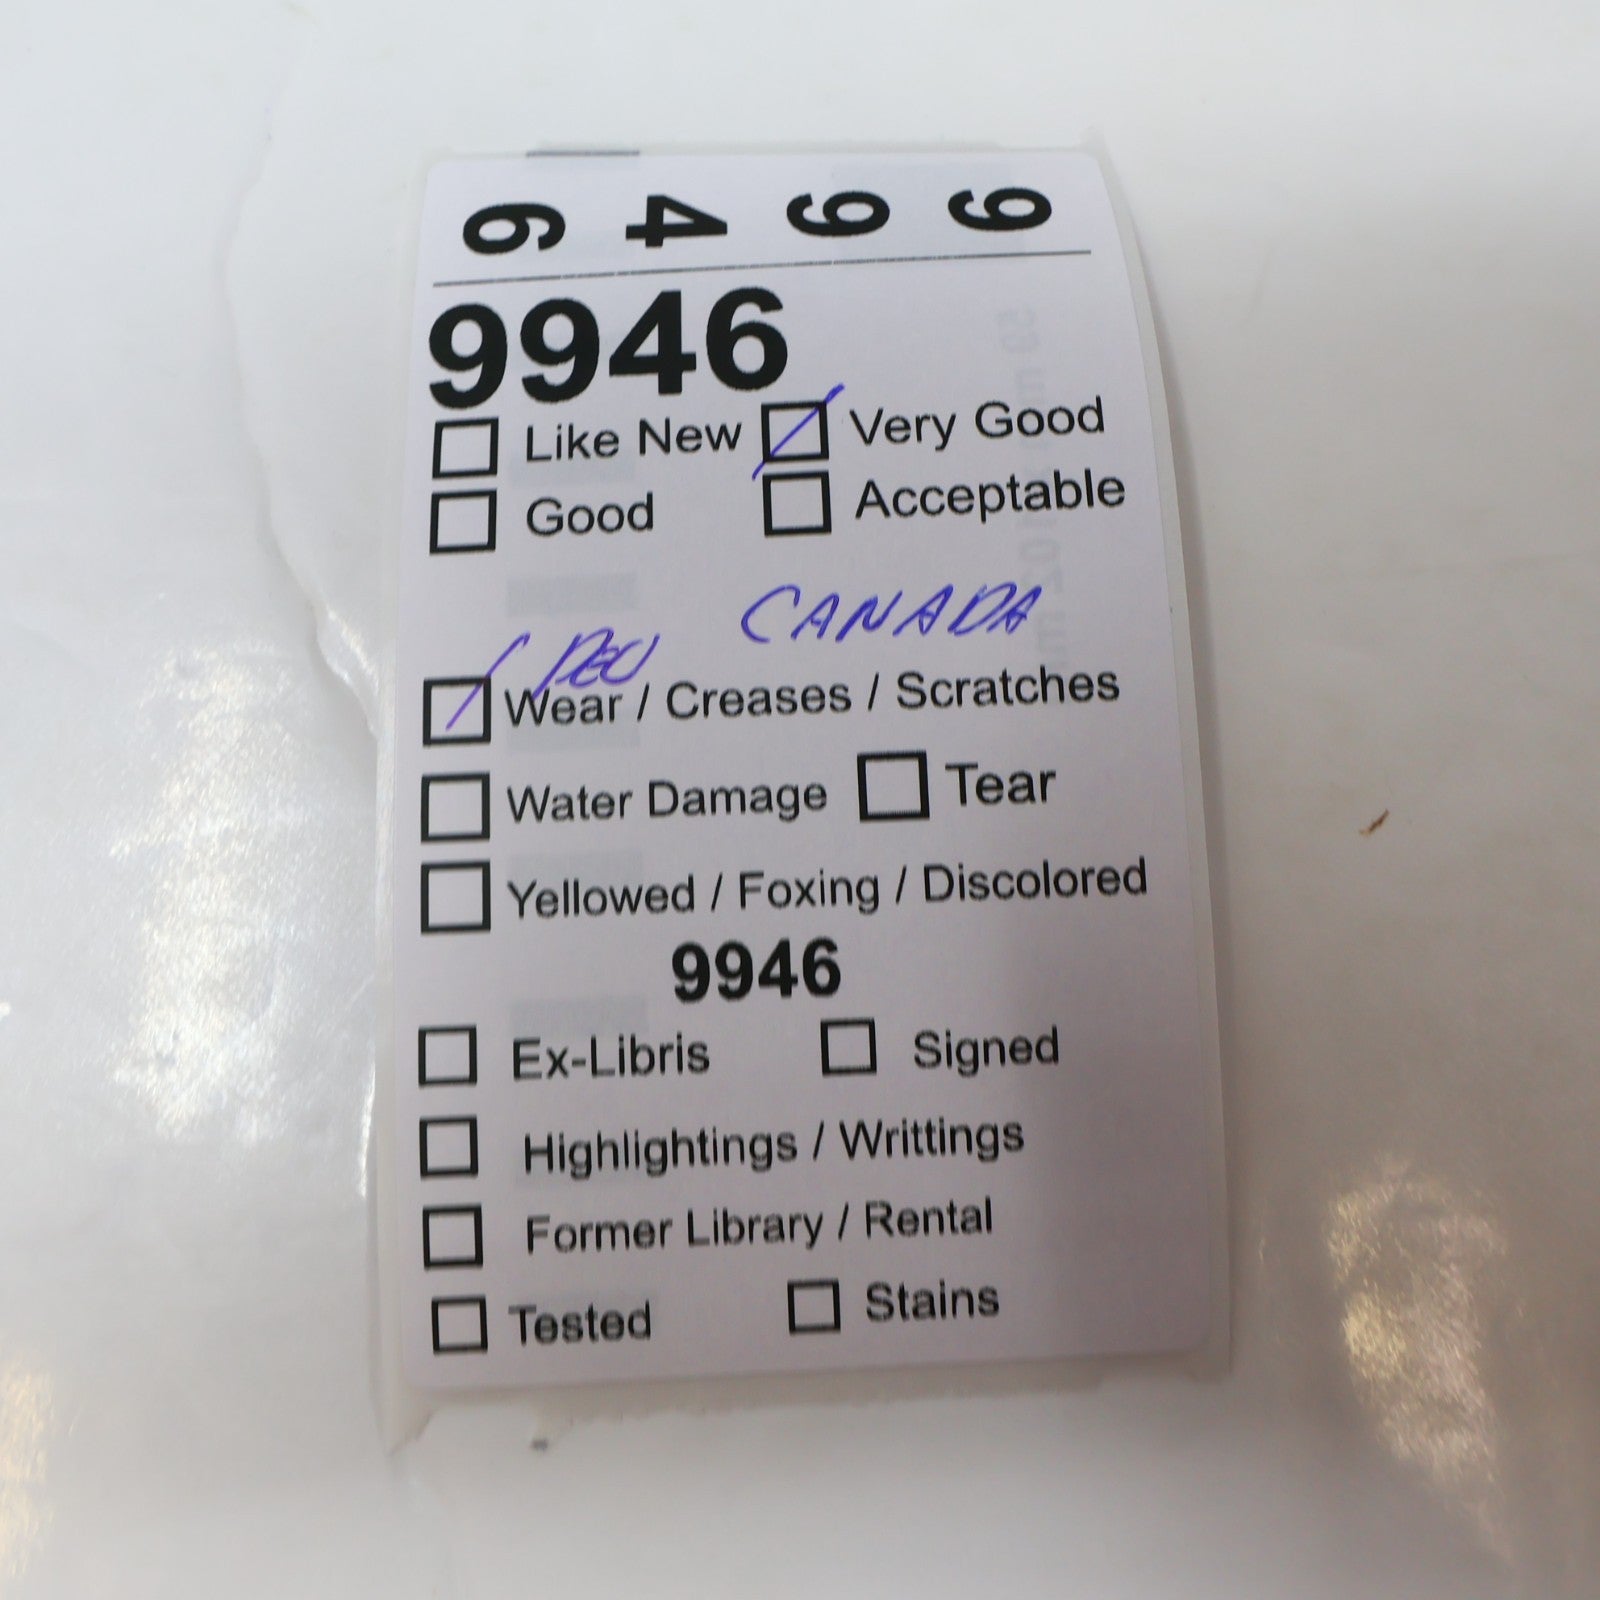 9 9 4 6
9946
Like New Very Good
Good Acceptable
CANADA
PEU
Wear / Creases / Scratches
Water Damage Tear
Yellowed / Foxing / Discolored
9946
Ex-Libris Signed
Highlightings / Writtings
Former Library / Rental
Tested Stains